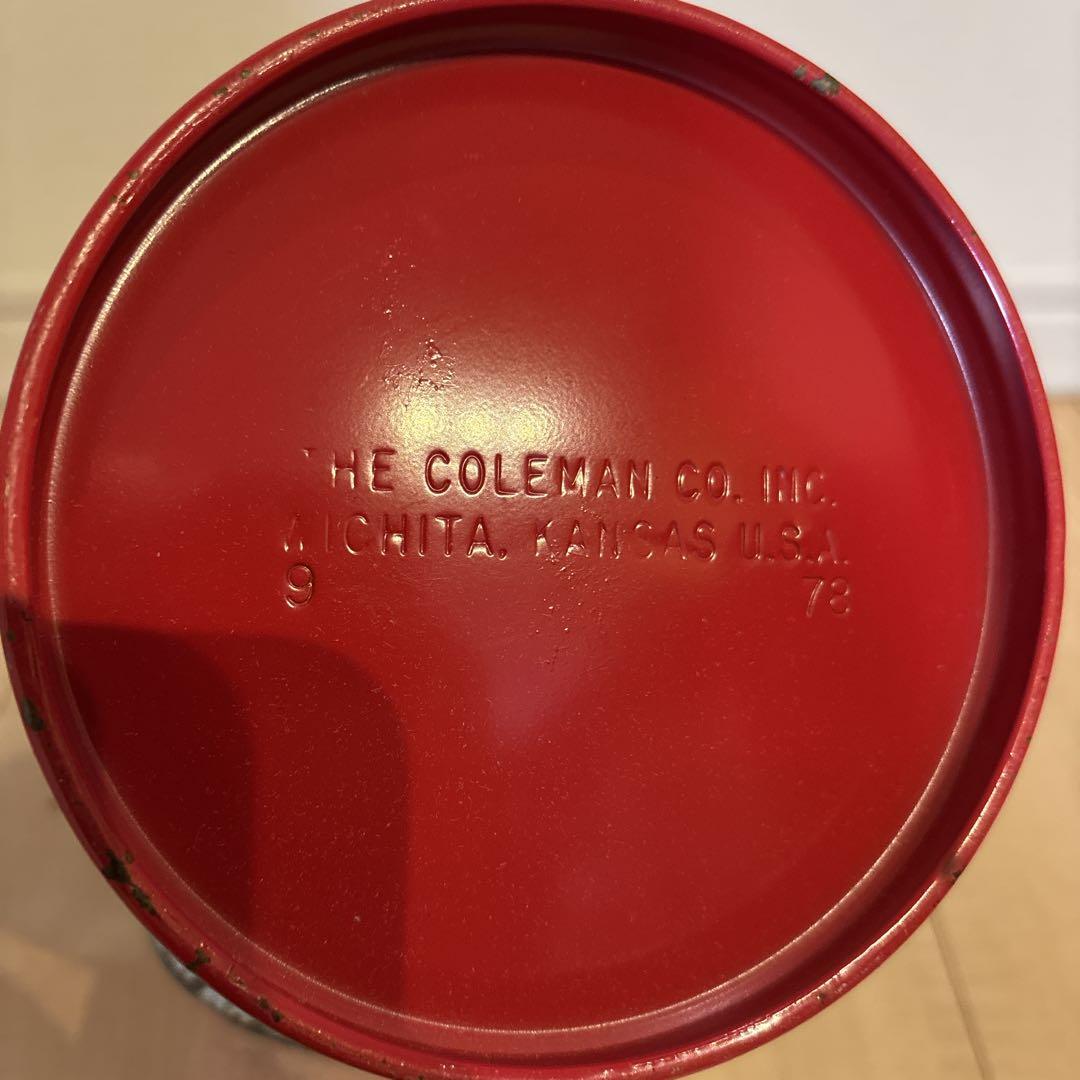 THE COLEMAN CO. INC.
WICHITA, KANSAS U.S.A.
9 78